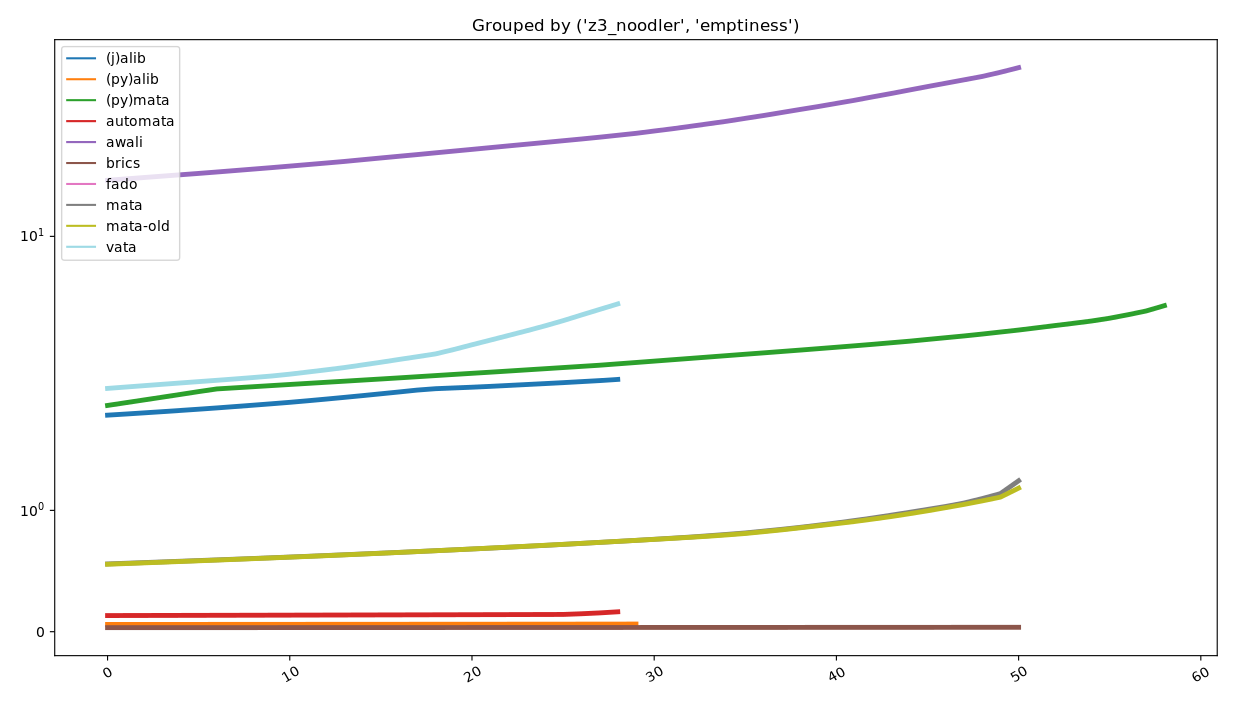 Grouped by ('z3_noodler', 'emptiness')
(j)alib
(py)alib
(py)mata
automata
awali
brics
fado
mata
mata-old
vata
10¹
10⁰
0
0 10 20 30 40 50 60